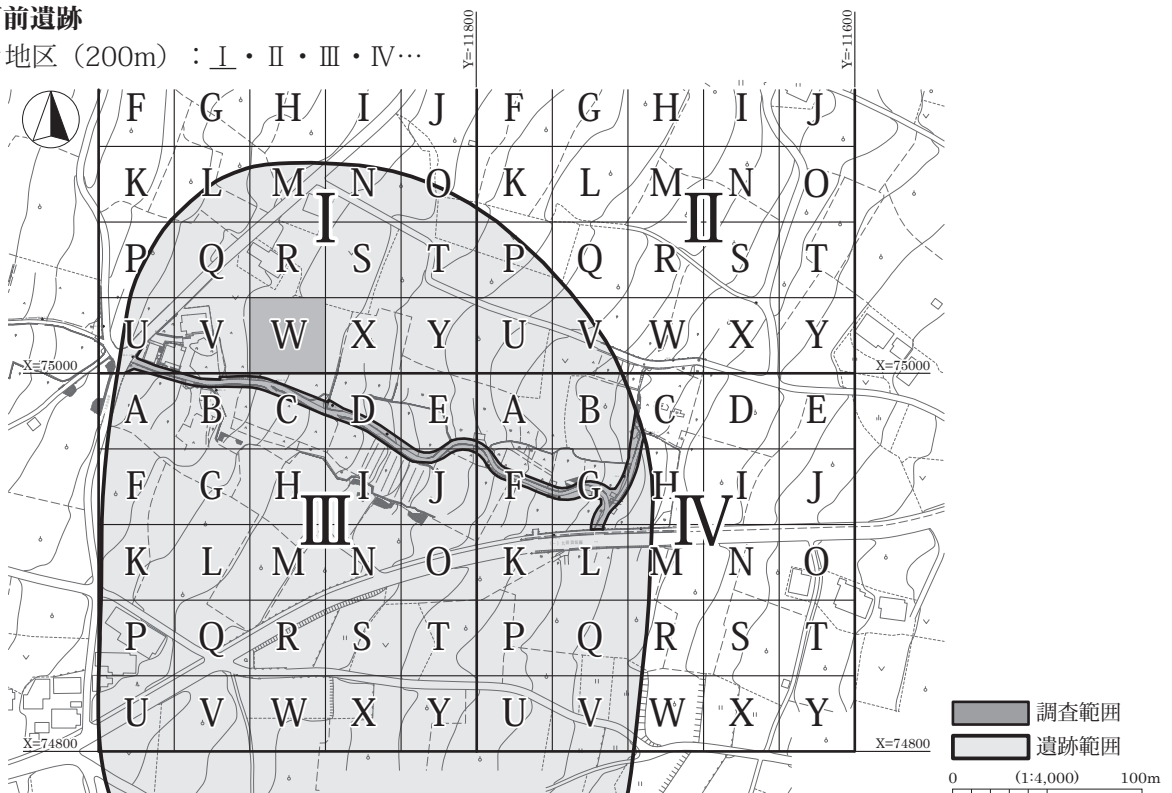 前遺跡
地区（200m）：Ⅰ・Ⅱ・Ⅲ・Ⅳ…
Y=-11800
Y=-11600
F G H I J F G H I J
K L M N O K L M N O
Ⅰ Ⅱ
P Q R S T P Q R S T
U V W X Y U V W X Y
X=75000 X=75000
A B C D E A B C D E
F G H I J F G H I J
Ⅲ Ⅳ
K L M N O K L M N O
P Q R S T P Q R S T
U V W X Y U V W X Y
X=74800 X=74800
調査範囲
遺跡範囲
0 (1:4,000) 100m